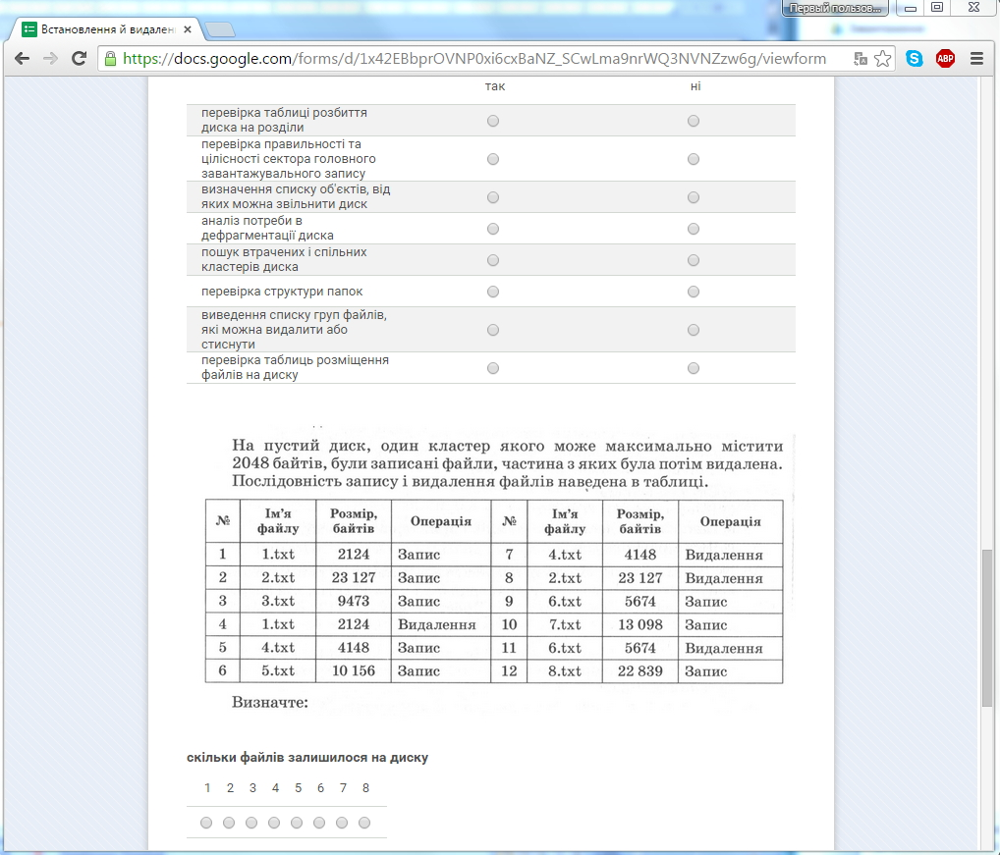 Первый пользов...
Встановлення й видален
https://docs.google.com/forms/d/1x42EBbprOVNP0xi6cxBaNZ_SCwLma9nrWQ3NVNZzw6g/viewform
ABP
так ні
перевірка таблиці розбиття
диска на розділи
перевірка правильності та
цілісності сектора головного
завантажувального запису
визначення списку об'єктів, від
яких можна звільнити диск
аналіз потреби в
дефрагментації диска
пошук втрачених і спільних
кластерів диска
перевірка структури папок
виведення списку груп файлів,
які можна видалити або
стиснути
перевірка таблиць розміщення
файлів на диску
На пустий диск, один кластер якого може максимально містити
2048 байтів, були записані файли, частина з яких була потім видалена.
Послідовність запису і видалення файлів наведена в таблиці.
№ Ім’я файлу Розмір, байтів Операція № Ім’я файлу Розмір, байтів Операція
1 1.txt 2124 Запис 7 4.txt 4148 Видалення
2 2.txt 23 127 Запис 8 2.txt 23 127 Видалення
3 3.txt 9473 Запис 9 6.txt 5674 Запис
4 1.txt 2124 Видалення 10 7.txt 13 098 Запис
5 4.txt 4148 Запис 11 6.txt 5674 Видалення
6 5.txt 10 156 Запис 12 8.txt 22 839 Запис
Визначте:
скільки файлів залишилося на диску
1 2 3 4 5 6 7 8